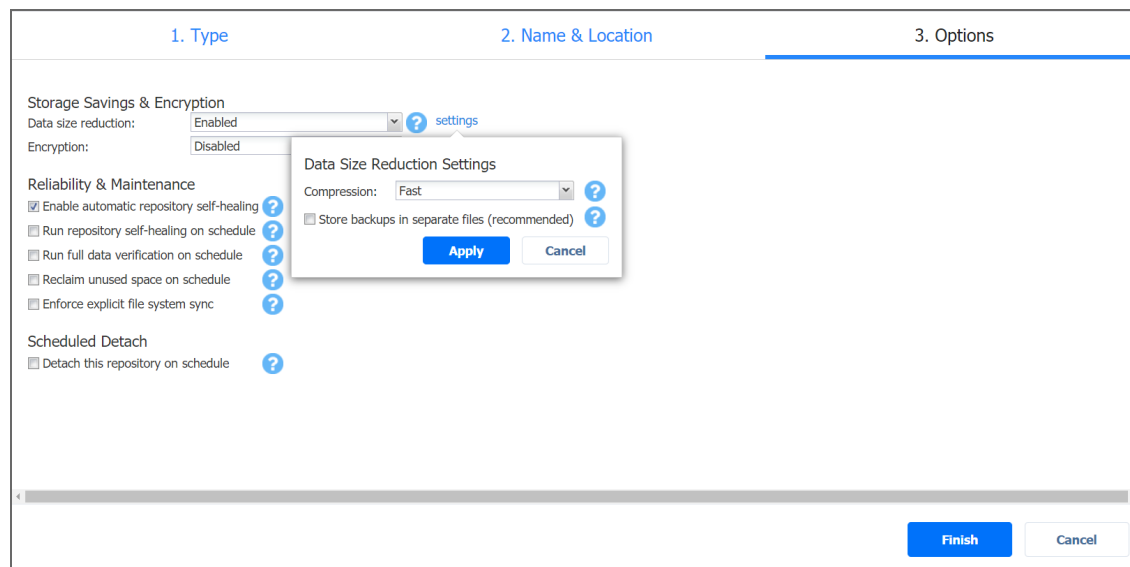 1. Type
2. Name & Location
3. Options
Storage Savings & Encryption
Data size reduction: Enabled ? settings
Encryption: Disabled
Data Size Reduction Settings
Compression: Fast ?
Store backups in separate files (recommended) ?
Apply Cancel
Reliability & Maintenance
Enable automatic repository self-healing ?
Run repository self-healing on schedule ?
Run full data verification on schedule ?
Reclaim unused space on schedule ?
Enforce explicit file system sync ?
Scheduled Detach
Detach this repository on schedule ?
Finish Cancel